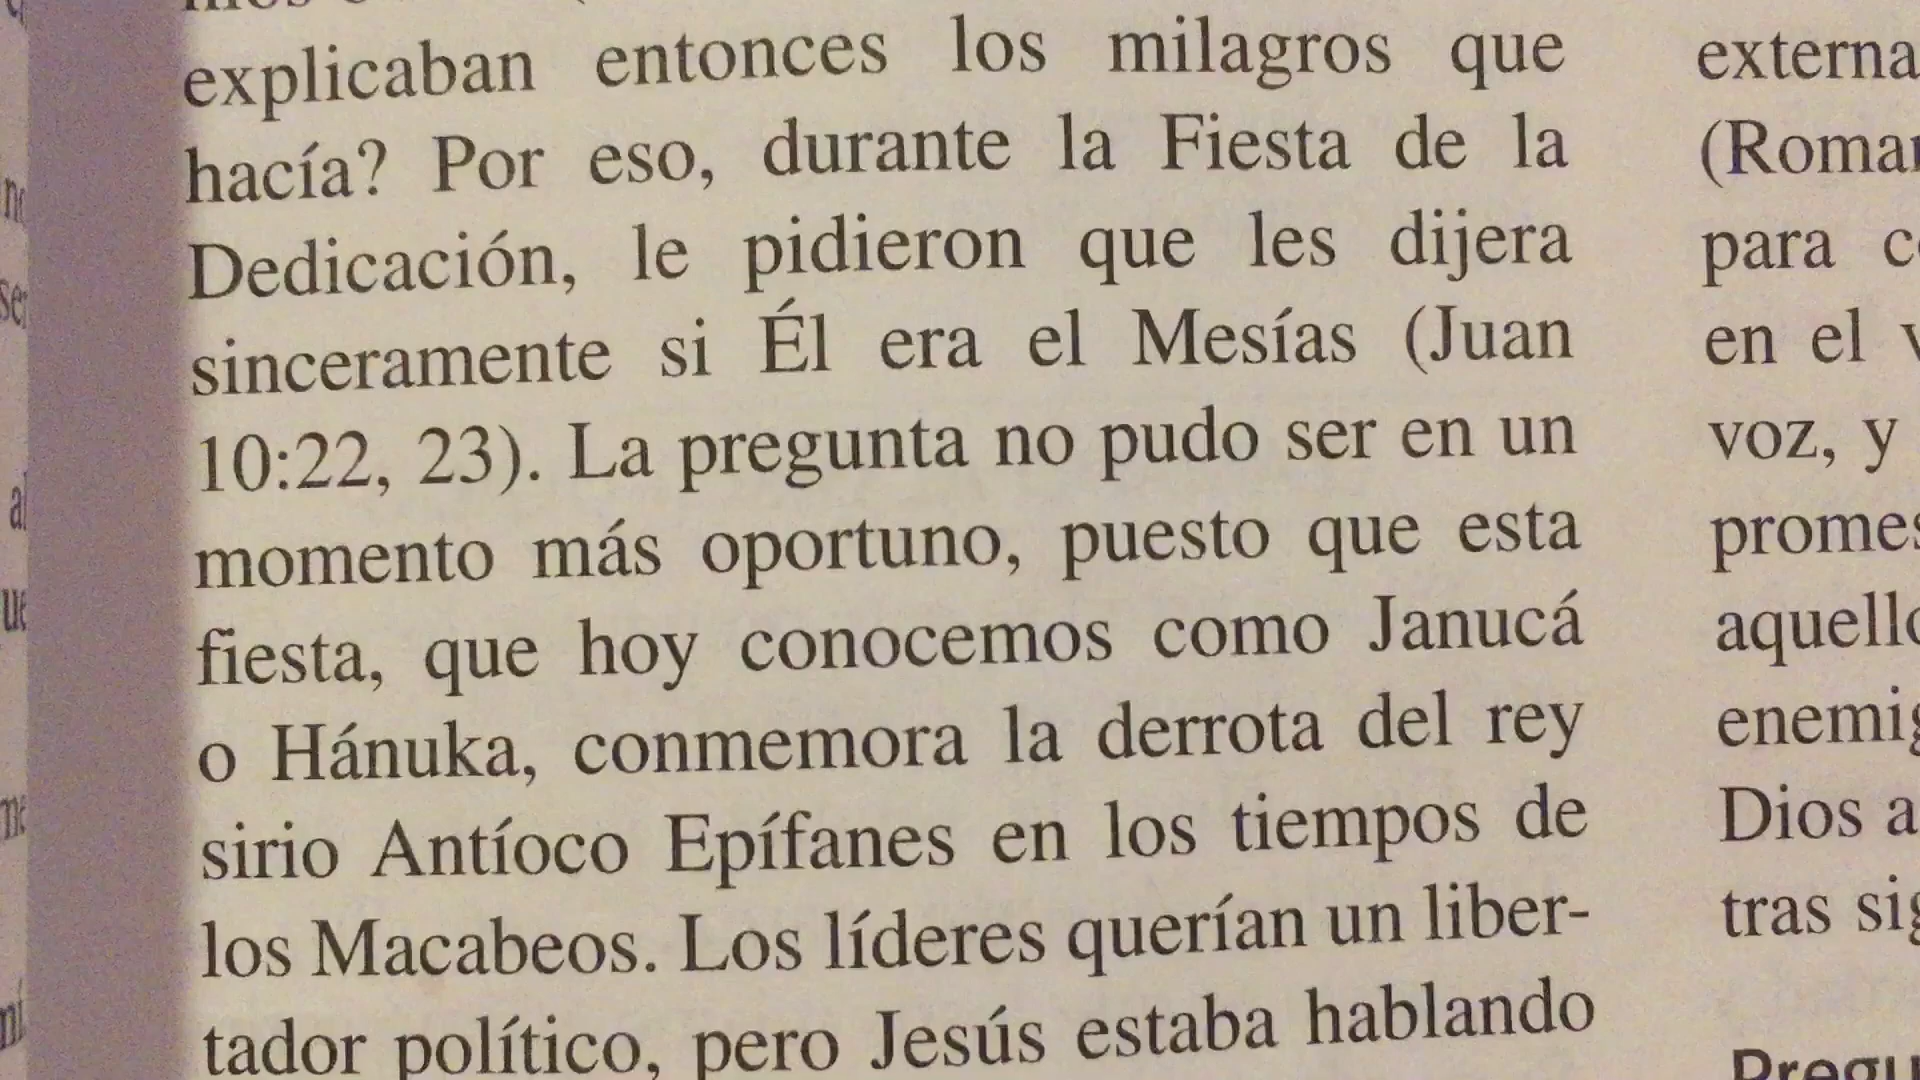 explicaban entonces los milagros que
hacía? Por eso, durante la Fiesta de la
Dedicación, le pidieron que les dijera
sinceramente si Él era el Mesías (Juan
10:22, 23). La pregunta no pudo ser en un
momento más oportuno, puesto que esta
fiesta, que hoy conocemos como Janucá
o Hánuka, conmemora la derrota del rey
sirio Antíoco Epífanes en los tiempos de
los Macabeos. Los líderes querían un liber-
tador político, pero Jesús estaba hablando
para
en el
voz, y
Dios
tras